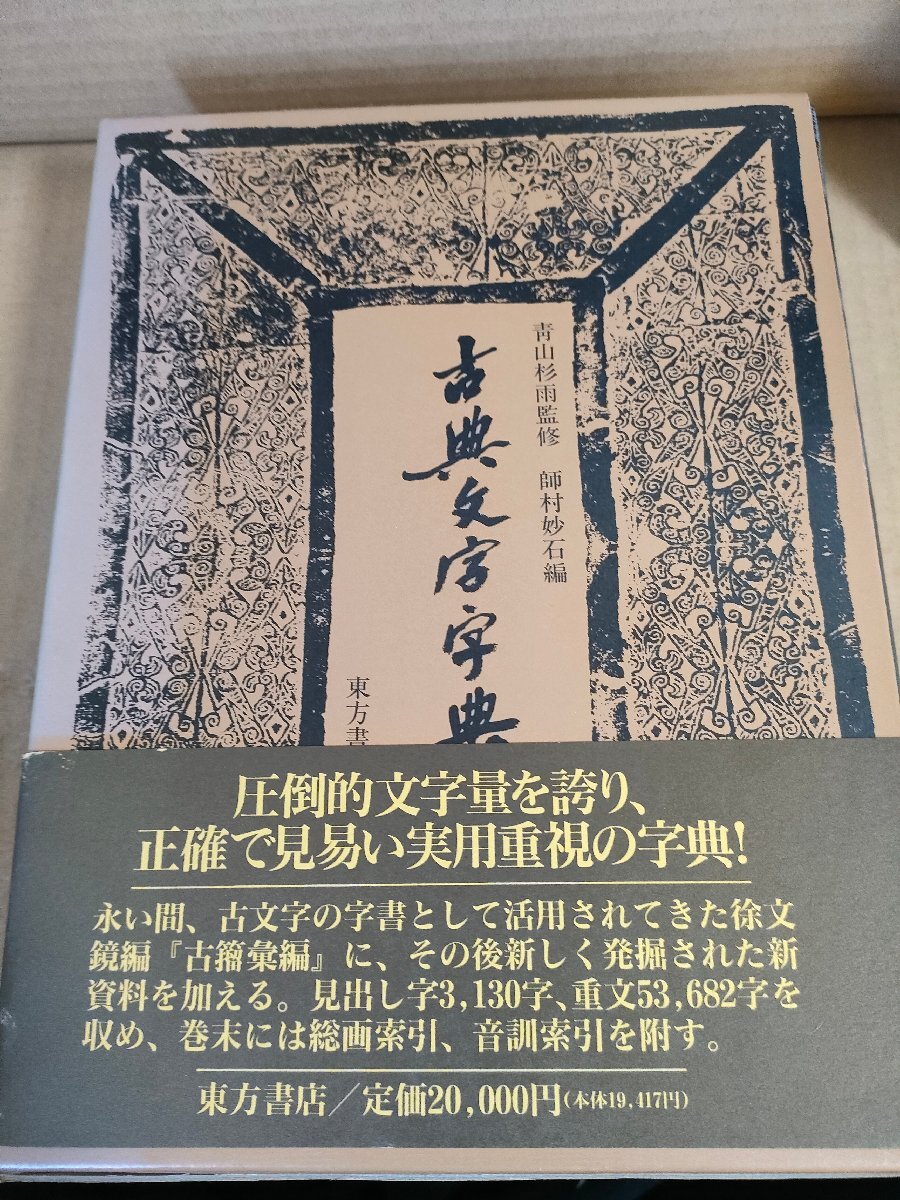 青山杉雨監修　師村妙石編
古典文字字典
東方書
圧倒的文字量を誇り、
正確で見易い実用重視の字典!
永い間、古文字の字書として活用されてきた徐文
鏡編『古籀彙編』に、その後新しく発掘された新
資料を加える。見出し字3,130字、重文53,682字を
収め、巻末には総画索引、音訓索引を附す。
東方書店／定価20,000円(本体19,417円)